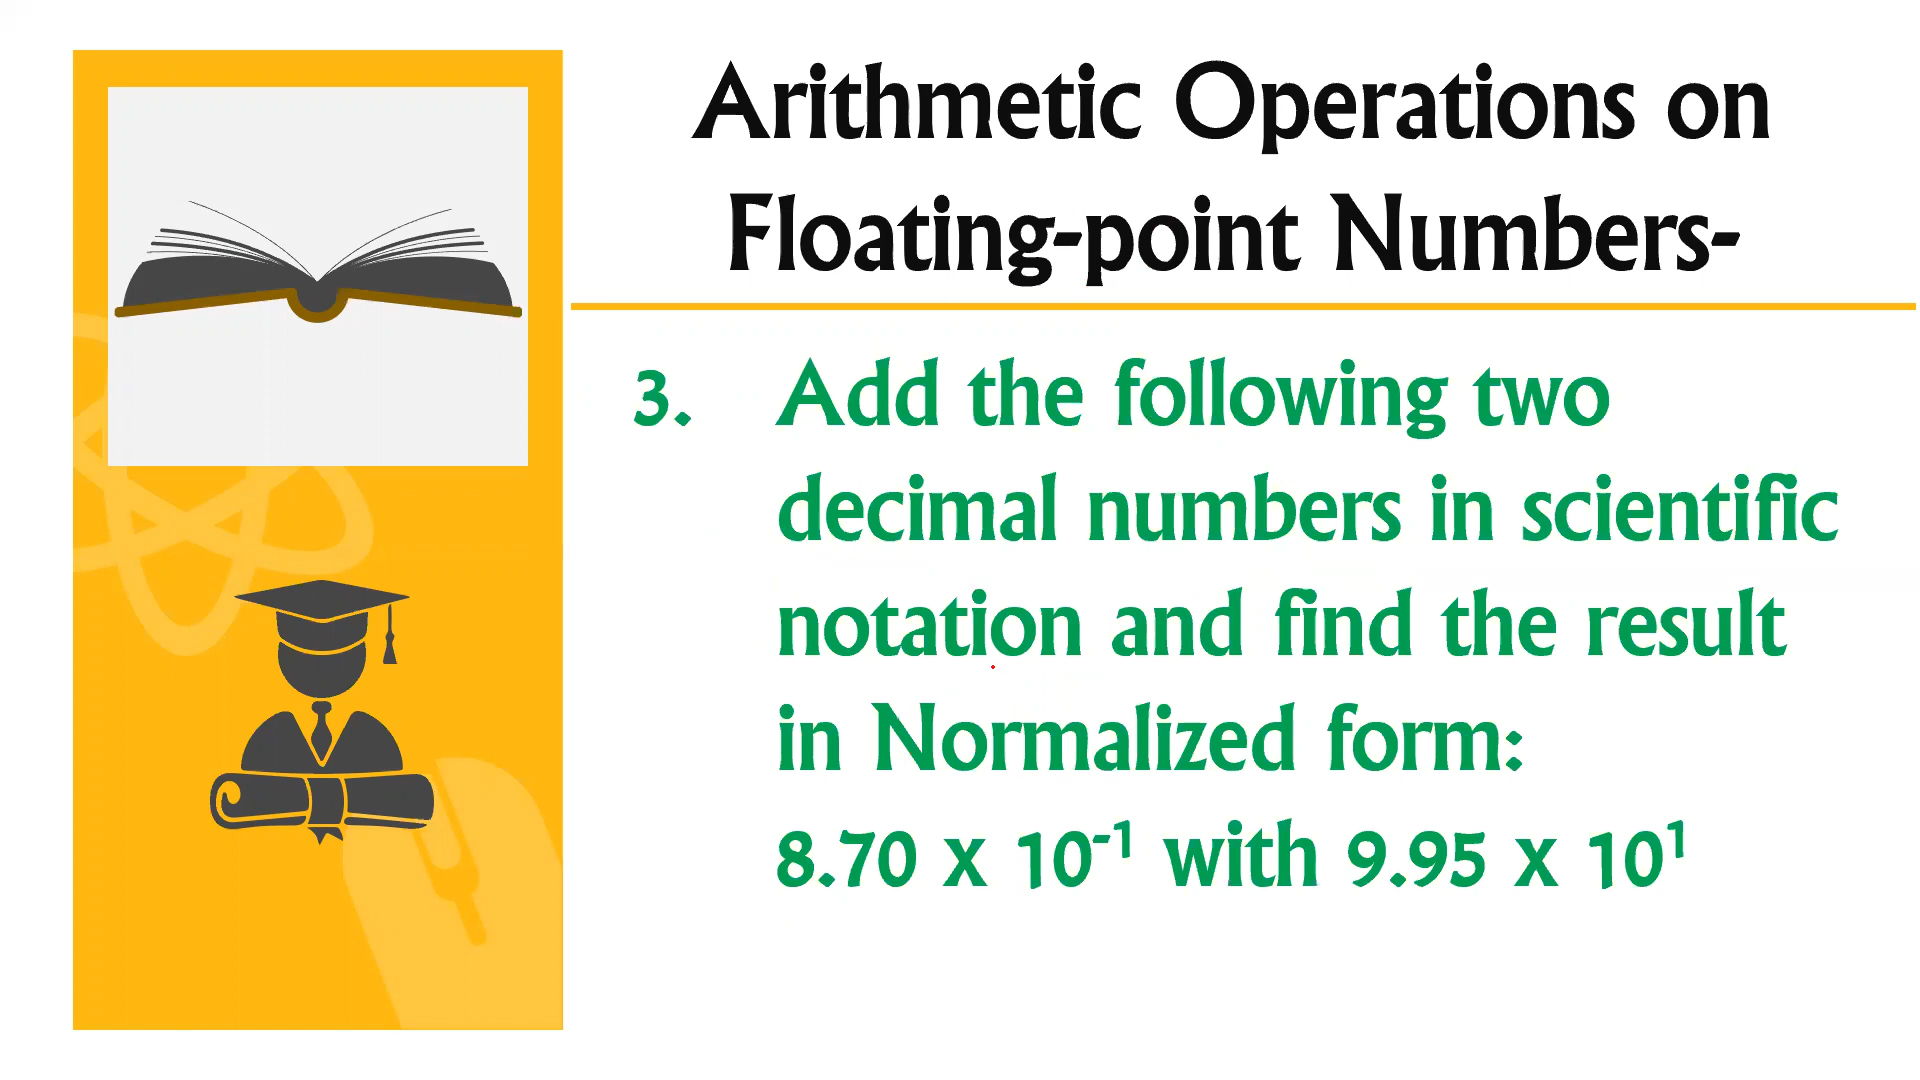 Arithmetic Operations on
Floating-point Numbers-
3. Add the following two
decimal numbers in scientific
notation and find the result
in Normalized form:
8.70 x 10⁻¹ with 9.95 x 10¹